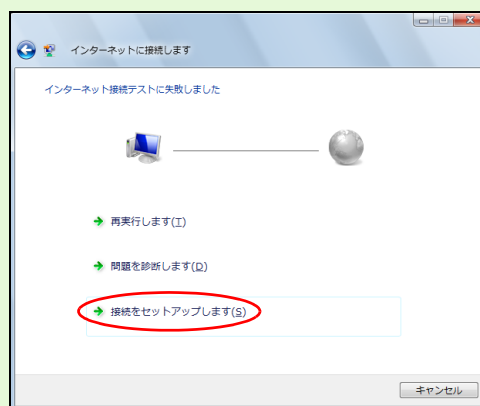 インターネットに接続します
インターネット接続テストに失敗しました
再実行します(T)
問題を診断します(D)
接続をセットアップします(S)
キャンセル